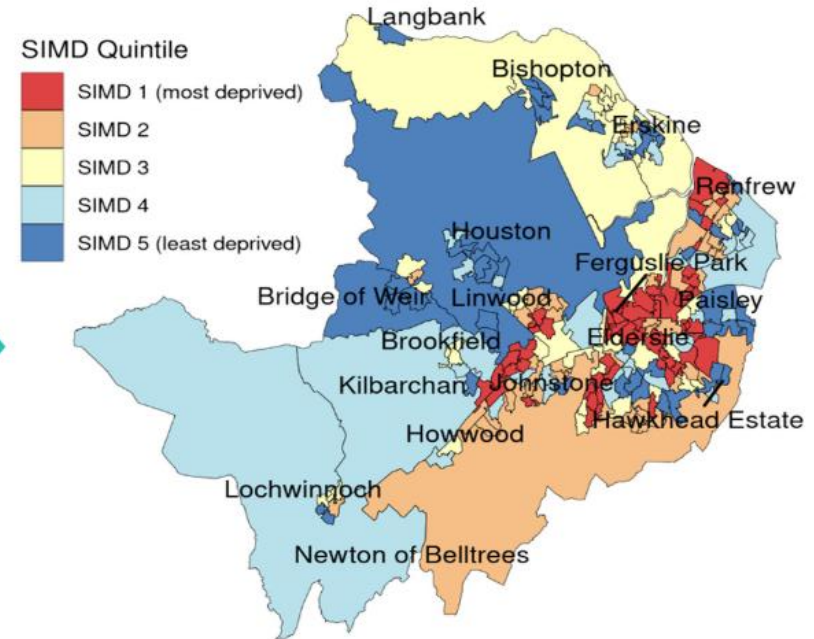 Langbank
SIMD Quintile
SIMD 1 (most deprived)
SIMD 2
SIMD 3
SIMD 4
SIMD 5 (least deprived)
Bishopton
Erskine
Renfrew
Houston
Ferguslie Park
Bridge of Weir
Linwood
Paisley
Brookfield
Elderslie
Kilbarchan
Johnstone
Howwood
Hawkhead Estate
Lochwinnoch
Newton of Belltrees